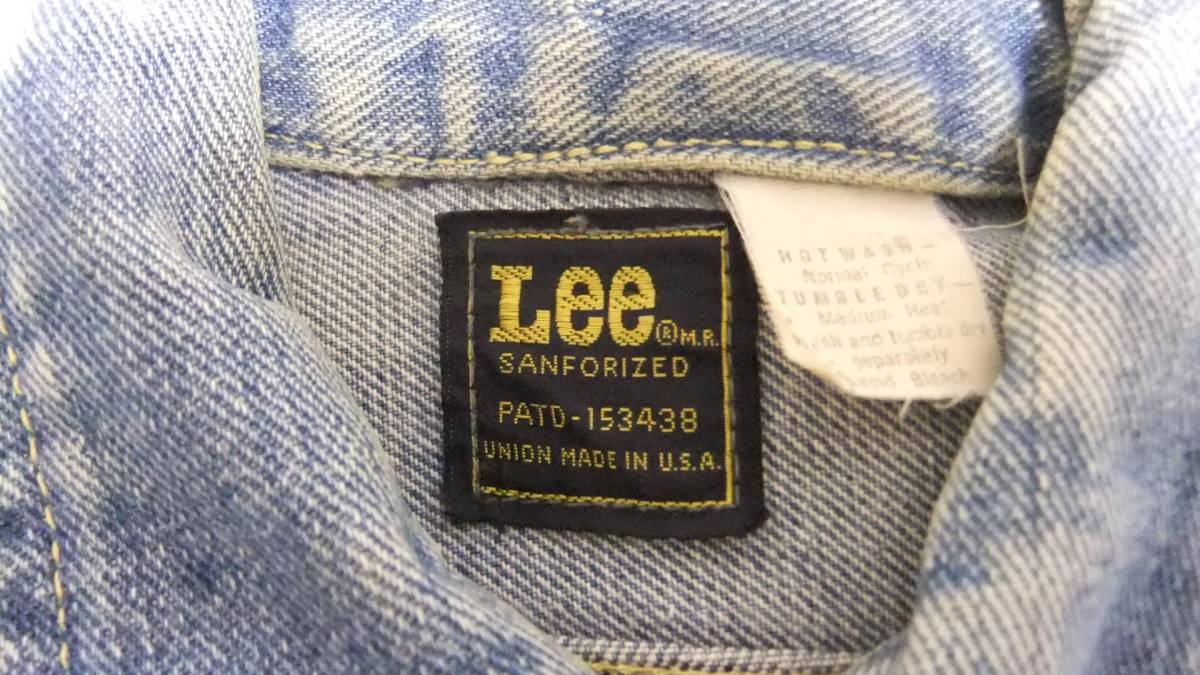 Lee ® M.R.
SANFORIZED
PATD-153438
UNION MADE IN U.S.A.
HOT WASH—
Normal Cycle
TUMBLE DRY—
Medium Heat
and tumble dry
separately
Avoid Bleach